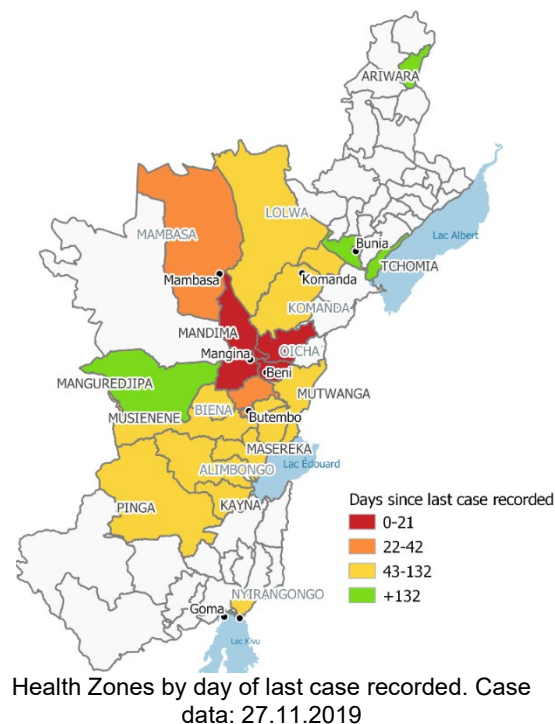 ARIWARA
LOLWA
MAMBASA
Bunia
Lac Albert
TCHOMIA
Mambasa
Komanda
KOMANDA
MANDIMA
Mangina
OICHA
Beni
MANGUREDJIPA
MUTWANGA
MUSIENENE
BIENA
Butembo
MASEREKA
ALIMBONGO
Lac Édouard
PINGA
KAYNA
Days since last case recorded
0-21
22-42
43-132
+132
NYIRANGONGO
Goma
Lac Kivu
Health Zones by day of last case recorded. Case
data: 27.11.2019